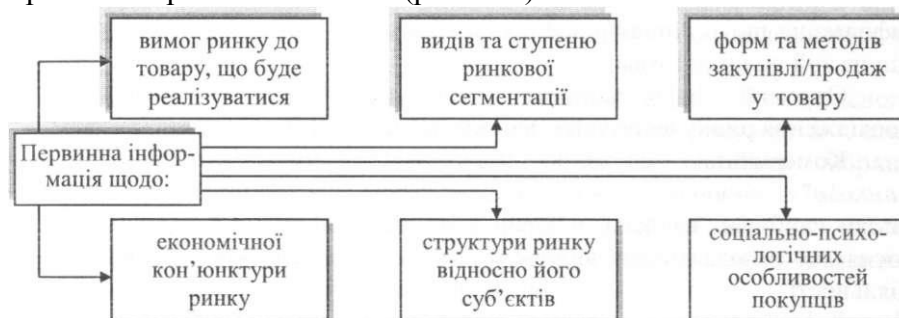 вимог ринку до
товару, що буде
реалізуватися
видів та ступеню
ринкової
сегментації
форм та методів
закупівлі/продаж
у товару
Первинна інфор-
мація щодо:
економічної
кон’юнктури
ринку
структури ринку
відносно його
суб’єктів
соціально-психо-
логічних
особливостей
покупців